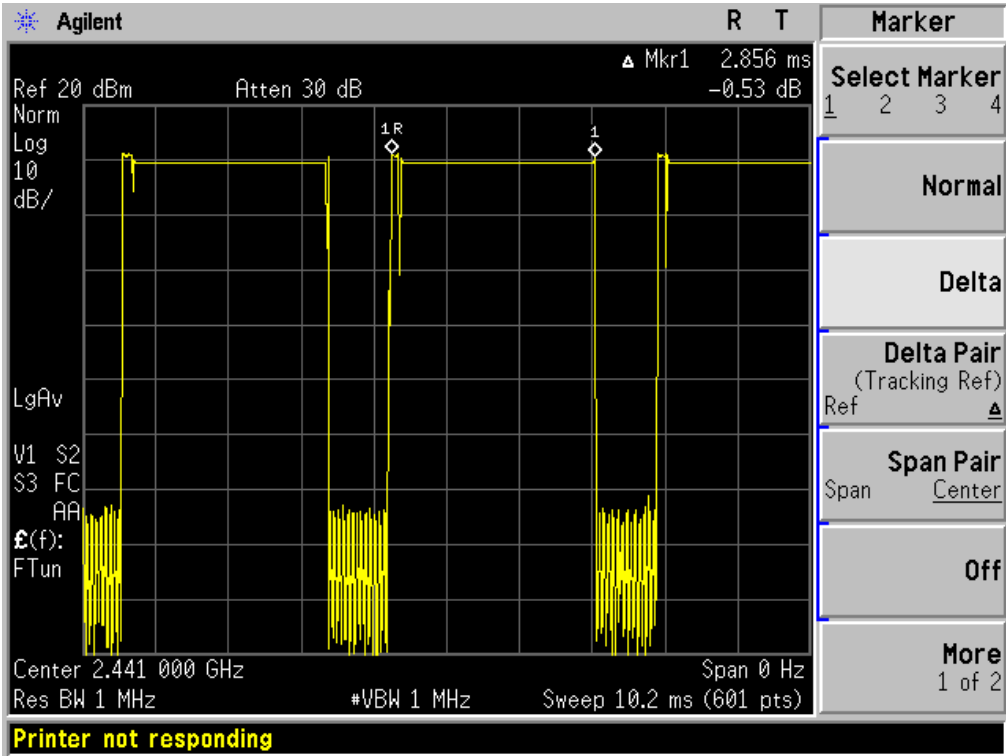 Agilent R T
Marker
Δ Mkr1 2.856 ms
Ref 20 dBm Atten 30 dB -0.53 dB
Norm
Log
10
dB/
1R
1
LgAv
V1 S2
S3 FC
AA
£(f):
FTun
Center 2.441 000 GHz Span 0 Hz
Res BW 1 MHz #VBW 1 MHz Sweep 10.2 ms (601 pts)
Printer not responding
Select Marker
1 2 3 4
Normal
Delta
Delta Pair
(Tracking Ref)
Ref Δ
Span Pair
Span Center
Off
More
1 of 2